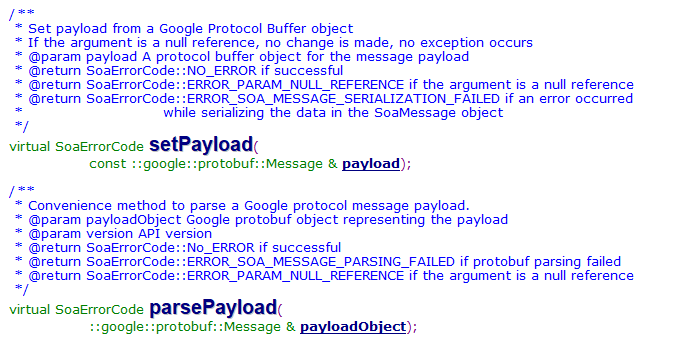 /**
* Set payload from a Google Protocol Buffer object
* If the argument is a null reference, no change is made, no exception occurs
* @param payload A protocol buffer object for the message payload
* @return SoaErrorCode::NO_ERROR if successful
* @return SoaErrorCode::ERROR_PARAM_NULL_REFERENCE if the argument is a null reference
* @return SoaErrorCode::ERROR_SOA_MESSAGE_SERIALIZATION_FAILED if an error occurred
* while serializing the data in the SoaMessage object
*/
virtual SoaErrorCode setPayload(
const ::google::protobuf::Message & payload);
/**
* Convenience method to parse a Google protocol message payload.
* @param payloadObject Google protobuf object representing the payload
* @param version API version
* @return SoaErrorCode::No_ERROR if successful
* @return SoaErrorCode::ERROR_SOA_MESSAGE_PARSING_FAILED if protobuf parsing failed
* @return SoaErrorCode::ERROR_PARAM_NULL_REFERENCE if the argument is a null reference
*/
virtual SoaErrorCode parsePayload(
::google::protobuf::Message & payloadObject);